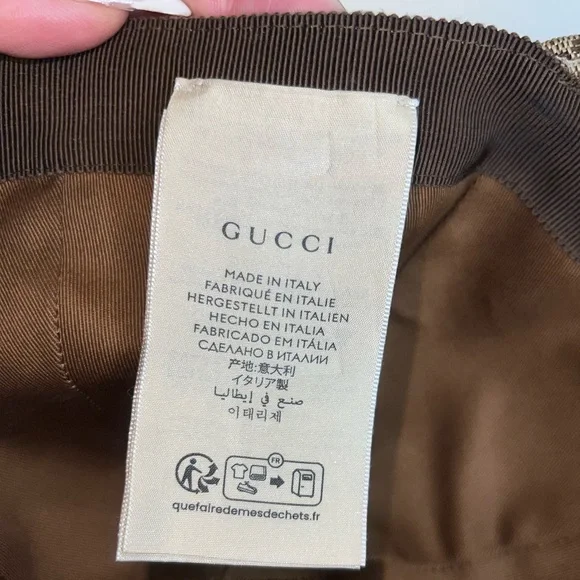 GUCCI
MADE IN ITALY
FABRIQUÉ EN ITALIE
HERGESTELLT IN ITALIEN
HECHO EN ITALIA
FABRICADO EM ITÁLIA
СДЕЛАНО В ИТАЛИИ
产地:意大利
イタリア製
صنع في إيطاليا
이태리제
FR
quefairedemesdechets.fr